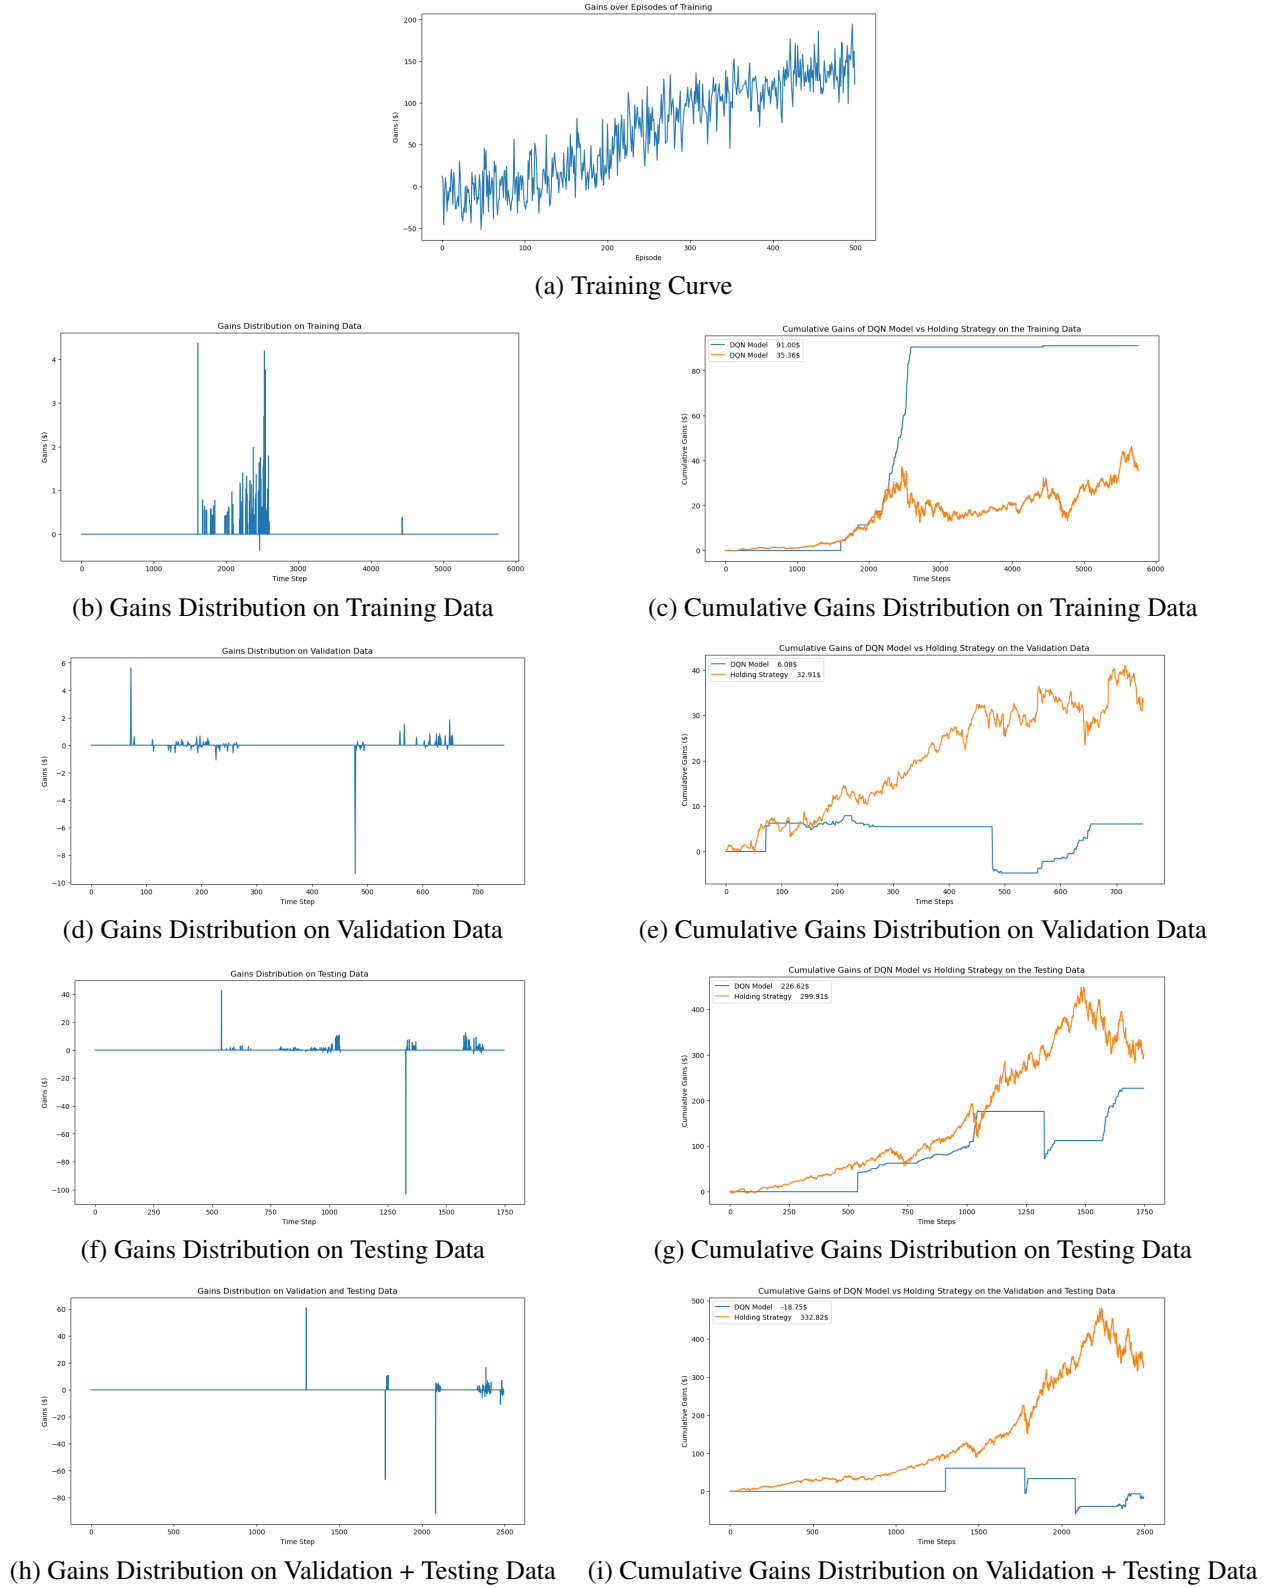 Gains over Episodes of Training
200
150
100
50
0
−50
Gains ($)
0 100 200 300 400 500
Episode
(a) Training Curve
Gains Distribution on Training Data
4
3
2
1
0
Gains ($)
0 1000 2000 3000 4000 5000 6000
Time Step
(b) Gains Distribution on Training Data
Cumulative Gains of DQN Model vs Holding Strategy on the Training Data
DQN Model 91.00$
DQN Model 35.36$
80
60
40
20
0
Cumulative Gains ($)
0 1000 2000 3000 4000 5000 6000
Time Steps
(c) Cumulative Gains Distribution on Training Data
Gains Distribution on Validation Data
6
4
2
0
−2
−4
−6
−8
−10
Gains ($)
0 100 200 300 400 500 600 700
Time Step
(d) Gains Distribution on Validation Data
Cumulative Gains of DQN Model vs Holding Strategy on the Validation Data
DQN Model 6.08$
Holding Strategy 32.91$
40
30
20
10
0
Cumulative Gains ($)
0 100 200 300 400 500 600 700
Time Steps
(e) Cumulative Gains Distribution on Validation Data
Gains Distribution on Testing Data
40
20
0
−20
−40
−60
−80
−100
Gains ($)
0 250 500 750 1000 1250 1500 1750
Time Step
(f) Gains Distribution on Testing Data
Cumulative Gains of DQN Model vs Holding Strategy on the Testing Data
DQN Model 226.62$
Holding Strategy 299.91$
400
300
200
100
0
Cumulative Gains ($)
0 250 500 750 1000 1250 1500 1750
Time Steps
(g) Cumulative Gains Distribution on Testing Data
Gains Distribution on Validation and Testing Data
60
40
20
0
−20
−40
−60
−80
Gains ($)
0 500 1000 1500 2000 2500
Time Step
(h) Gains Distribution on Validation + Testing Data
Cumulative Gains of DQN Model vs Holding Strategy on the Validation and Testing Data
DQN Model -18.75$
Holding Strategy 332.82$
500
400
300
200
100
0
Cumulative Gains ($)
0 500 1000 1500 2000 2500
Time Steps
(i) Cumulative Gains Distribution on Validation + Testing Data